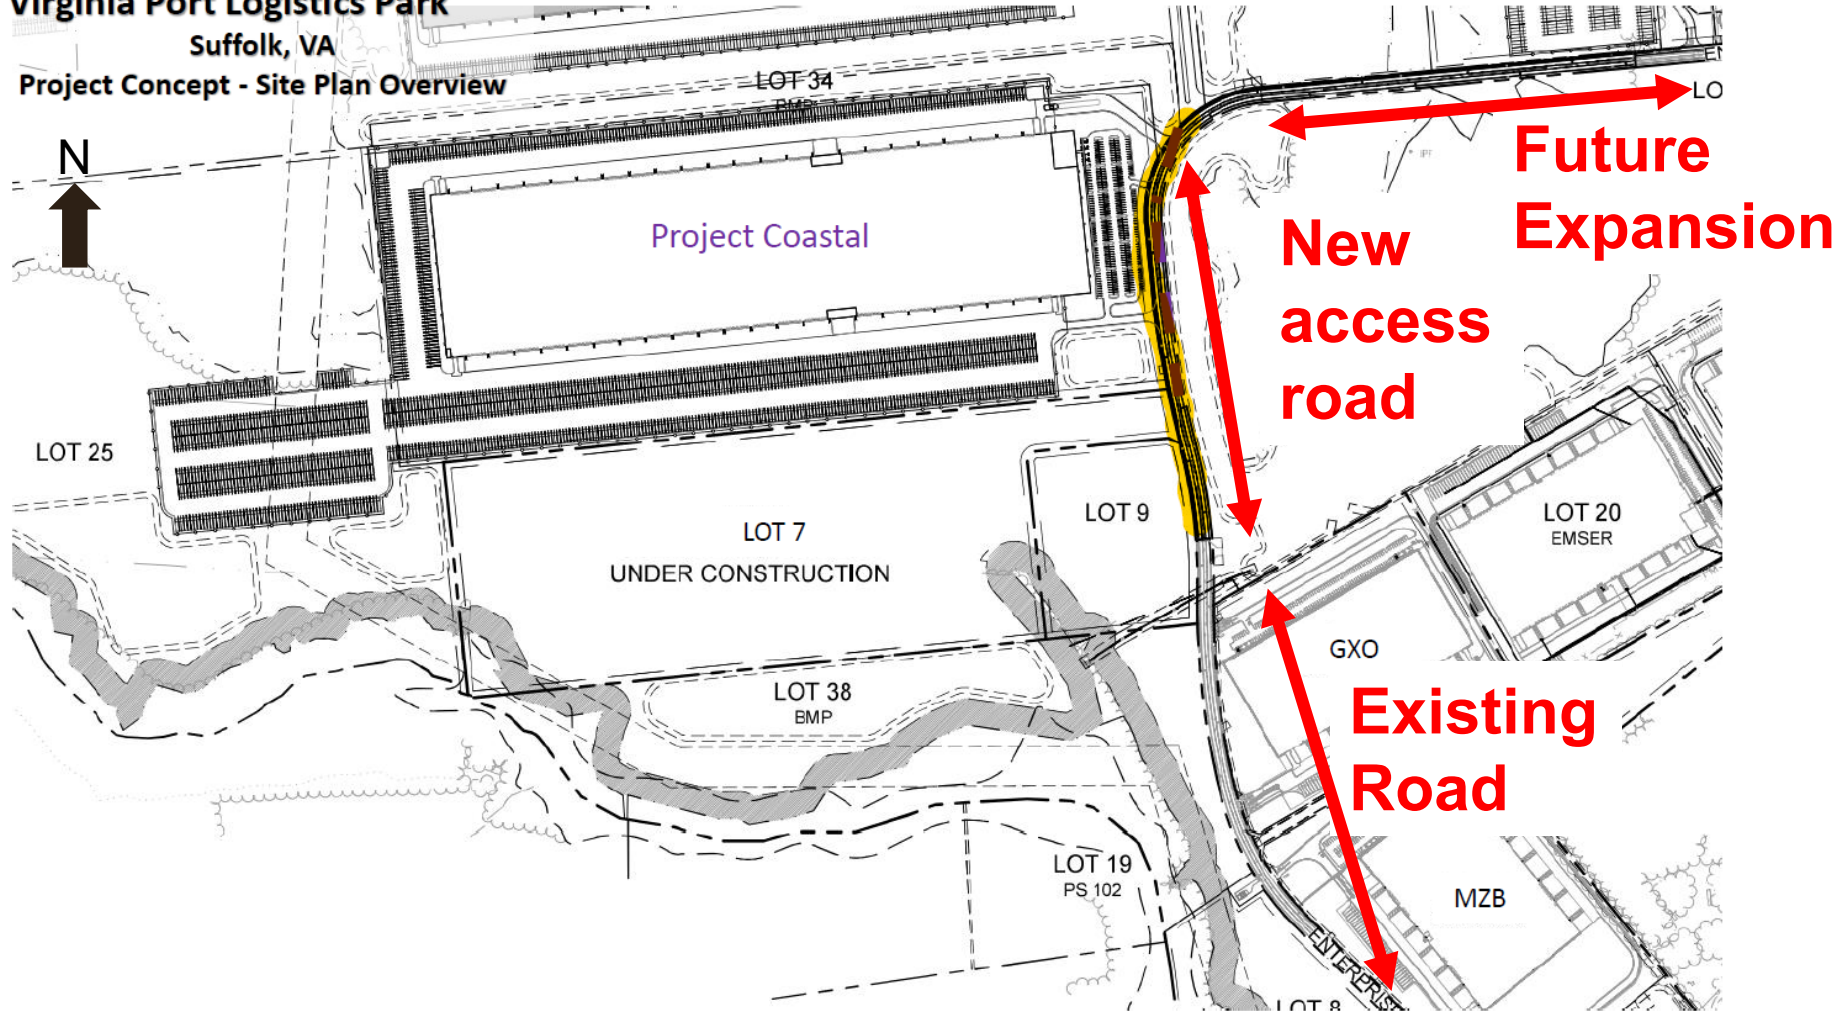 Virginia Port Logistics Park
Suffolk, VA
Project Concept - Site Plan Overview
N
LOT 34
BMP
LO
Future
Expansion
Project Coastal
New
access
road
LOT 25
LOT 7
UNDER CONSTRUCTION
LOT 9
LOT 20
EMSER
GXO
LOT 38
BMP
Existing
Road
LOT 19
PS 102
MZB
ENTERPRISE
LOT 8